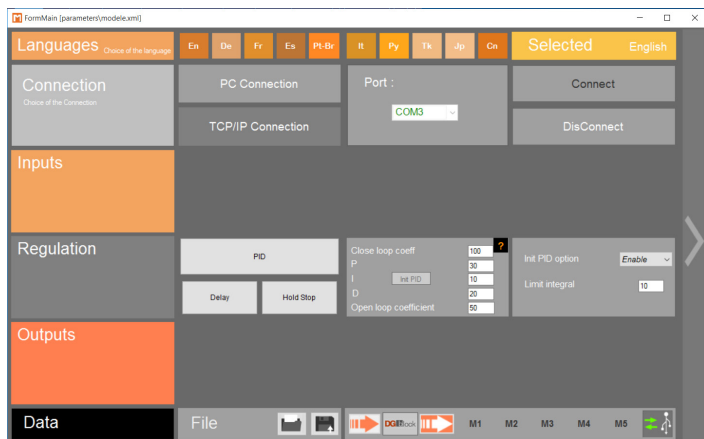 FormMain [parameters\modele.xml]
Languages Choice of the language En De Fr Es Pt-Br It Py Tk Jp Cn Selected English
Connection
Choice of the Connection
PC Connection
TCP/IP Connection
Port :
COM3
Connect
DisConnect
Inputs
Regulation
PID
Delay Hold Stop
Close loop coeff 100 ?
P 30
I Init PID 10
D 20
Open loop coefficient 50
Init PID option Enable
Limit integral 10
Outputs
Data File M1 M2 M3 M4 M5